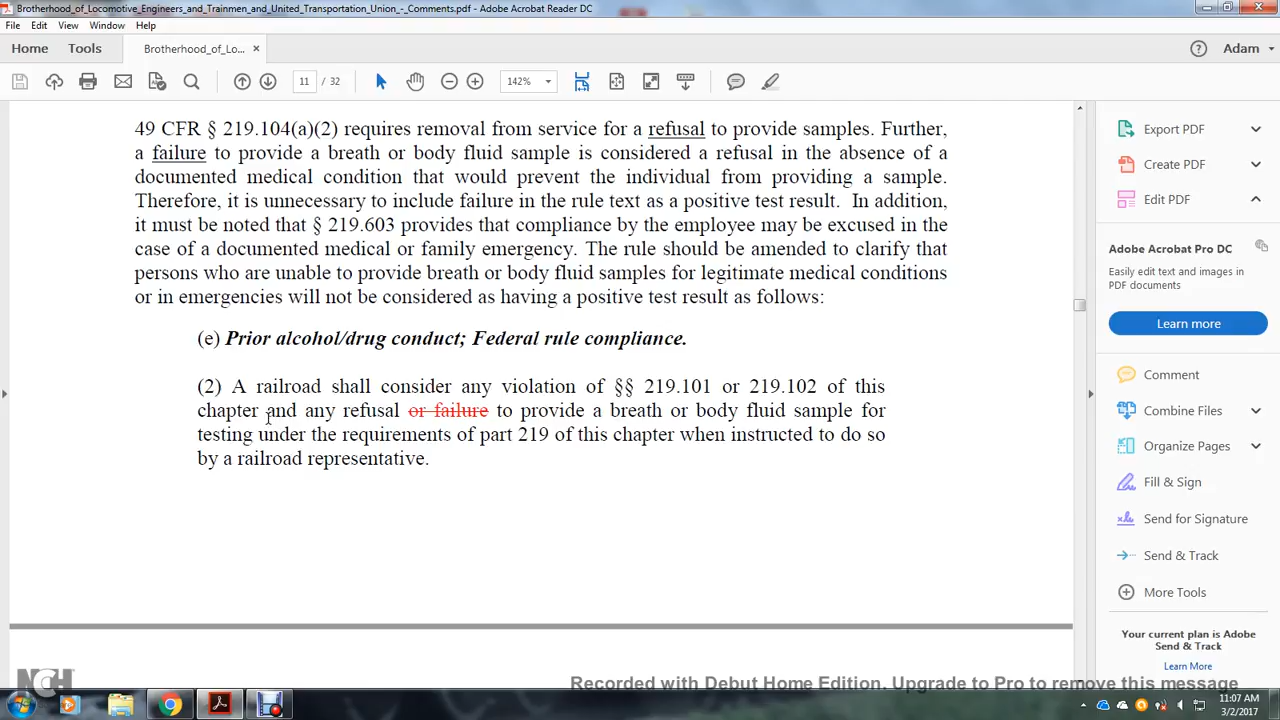 Brotherhood_of_Locomotive_Engineers_and_Trainmen_and_United_Transportation_Union_-_Comments.pdf - Adobe Acrobat Reader DC
File Edit View Window Help
Home Tools Brotherhood_of_Lo... × Adam
11 / 32 142%
49 CFR § 219.104(a)(2) requires removal from service for a refusal to provide samples. Further,
a failure to provide a breath or body fluid sample is considered a refusal in the absence of a
documented medical condition that would prevent the individual from providing a sample.
Therefore, it is unnecessary to include failure in the rule text as a positive test result. In addition,
it must be noted that § 219.603 provides that compliance by the employee may be excused in the
case of a documented medical or family emergency. The rule should be amended to clarify that
persons who are unable to provide breath or body fluid samples for legitimate medical conditions
or in emergencies will not be considered as having a positive test result as follows:
(e) Prior alcohol/drug conduct; Federal rule compliance.
(2) A railroad shall consider any violation of §§ 219.101 or 219.102 of this
chapter and any refusal or failure to provide a breath or body fluid sample for
testing under the requirements of part 219 of this chapter when instructed to do so
by a railroad representative.
Export PDF
Create PDF
Edit PDF
Adobe Acrobat Pro DC
Easily edit text and images in
PDF documents
Learn more
Comment
Combine Files
Organize Pages
Fill & Sign
Send for Signature
Send & Track
More Tools
Your current plan is Adobe
Send & Track
Learn More
NCH
Recorded with Debut Home Edition. Upgrade to Pro to remove this message
11:07 AM
3/2/2017